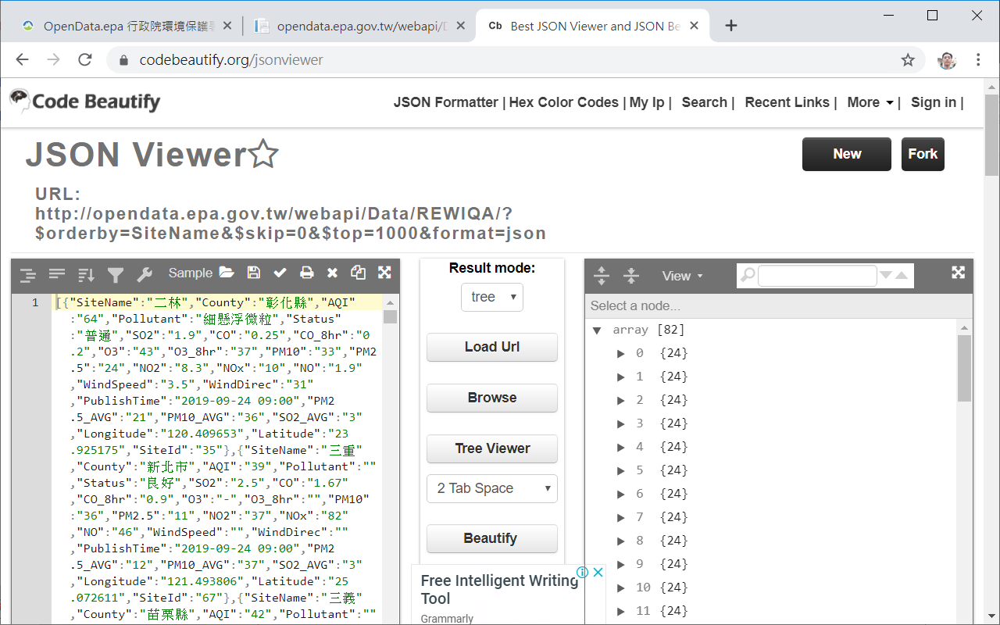 OpenData.epa 行政院環境保護
opendata.epa.gov.tw/webapi/D
Cb Best JSON Viewer and JSON Be
codebeautify.org/jsonviewer
Code Beautify
JSON Formatter | Hex Color Codes | My Ip | Search | Recent Links | More | Sign in |
JSON Viewer
New
Fork
URL:
http://opendata.epa.gov.tw/webapi/Data/REWIQA/?
$orderby=SiteName&$skip=0&$top=1000&format=json
Sample
1
[{"SiteName":"二林","County":"彰化縣","AQI"
:"64","Pollutant":"細懸浮微粒","Status"
:"普通","SO2":"1.9","CO":"0.25","CO_8hr":"0
.2","O3":"43","O3_8hr":"37","PM10":"33","PM2
.5":"24","NO2":"8.3","NOx":"10","NO":"1.9"
,"WindSpeed":"3.5","WindDirec":"31"
,"PublishTime":"2019-09-24 09:00","PM2
.5_AVG":"21","PM10_AVG":"36","SO2_AVG":"3"
,"Longitude":"120.409653","Latitude":"23
.925175","SiteId":"35"},{"SiteName":"三重"
,"County":"新北市","AQI":"39","Pollutant":""
,"Status":"良好","SO2":"2.5","CO":"1.67"
,"CO_8hr":"0.9","O3":"-","O3_8hr":"","PM10"
:"36","PM2.5":"11","NO2":"37","NOx":"82"
,"NO":"46","WindSpeed":"","WindDirec":""
,"PublishTime":"2019-09-24 09:00","PM2
.5_AVG":"12","PM10_AVG":"37","SO2_AVG":"3"
,"Longitude":"121.493806","Latitude":"25
.072611","SiteId":"67"},{"SiteName":"三義"
,"County":"苗栗縣","AQI":"42","Pollutant":""
Result mode:
tree
Load Url
Browse
Tree Viewer
2 Tab Space
Beautify
Free Intelligent Writing
Tool
Grammarly
View
Select a node...
array [82]
0 {24}
1 {24}
2 {24}
3 {24}
4 {24}
5 {24}
6 {24}
7 {24}
8 {24}
9 {24}
10 {24}
11 {24}